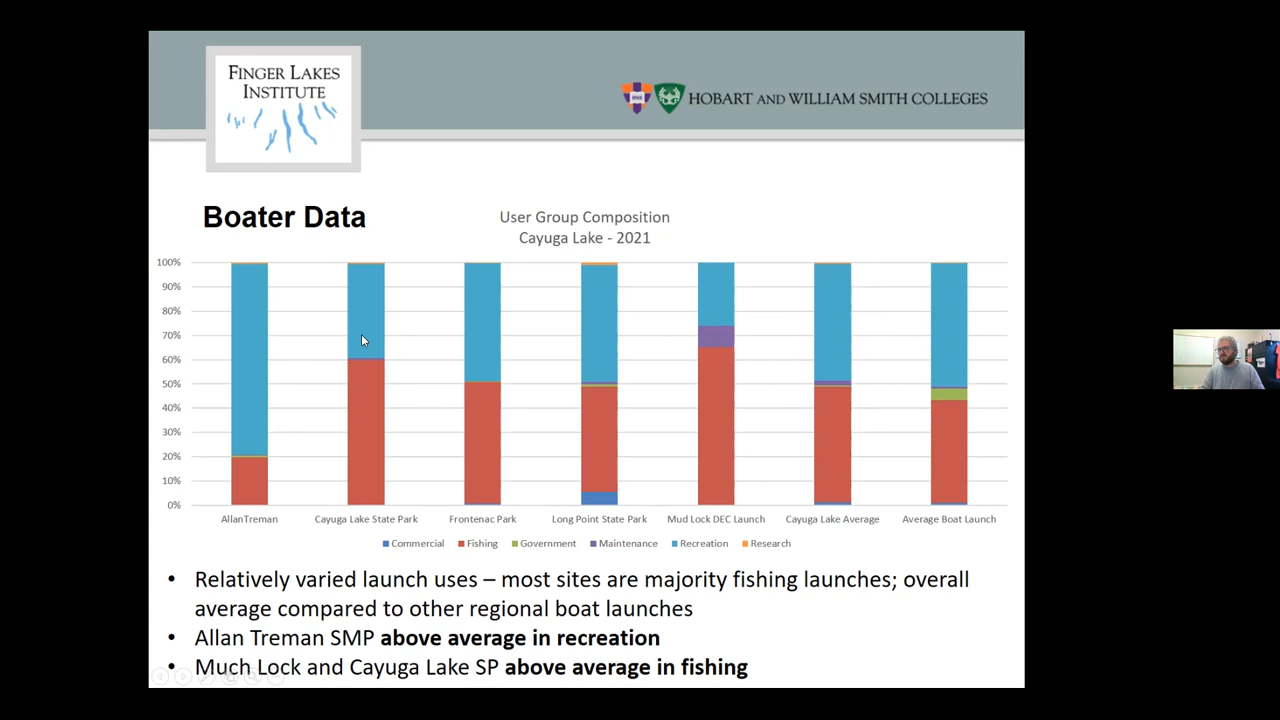 FINGER LAKES
INSTITUTE
HOBART AND WILLIAM SMITH COLLEGES
Boater Data
User Group Composition
Cayuga Lake - 2021
100%
90%
80%
70%
60%
50%
40%
30%
20%
10%
0%
AllanTreman Cayuga Lake State Park Frontenac Park Long Point State Park Mud Lock DEC Launch Cayuga Lake Average Average Boat Launch
Commercial Fishing Government Maintenance Recreation Research
• Relatively varied launch uses – most sites are majority fishing launches; overall
average compared to other regional boat launches
• Allan Treman SMP above average in recreation
• Much Lock and Cayuga Lake SP above average in fishing